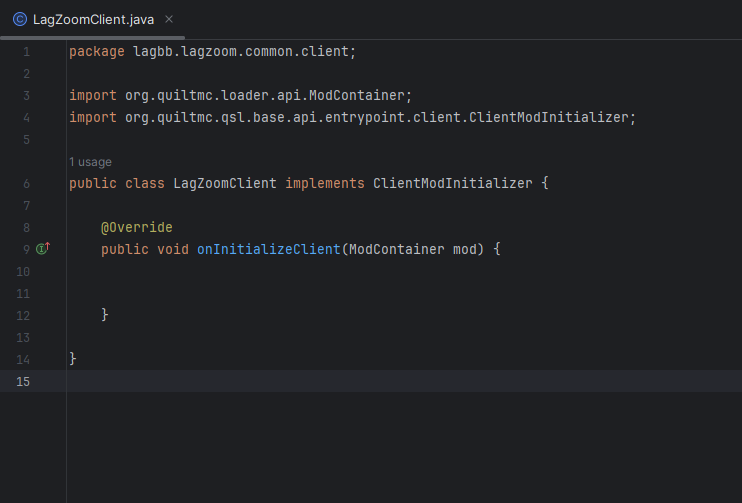 LagZoomClient.java
1 package lagbb.lagzoom.common.client;
2
3 import org.quiltmc.loader.api.ModContainer;
4 import org.quiltmc.qsl.base.api.entrypoint.client.ClientModInitializer;
5
1 usage
6 public class LagZoomClient implements ClientModInitializer {
7
8 @Override
9 public void onInitializeClient(ModContainer mod) {
10
11
12 }
13
14 }
15